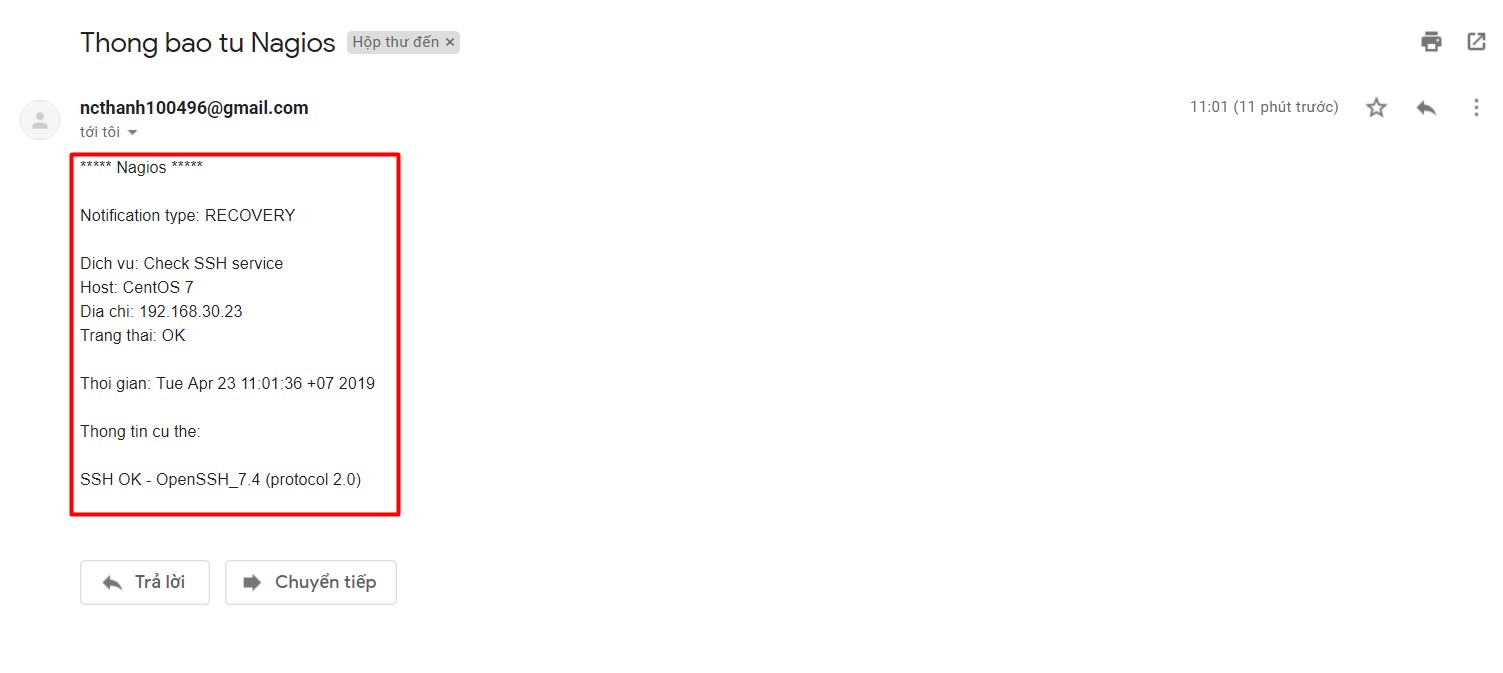 Thong bao tu Nagios Hộp thư đến ×
ncthanh100496@gmail.com 11:01 (11 phút trước)
tới tôi
***** Nagios *****
Notification type: RECOVERY
Dich vu: Check SSH service
Host: CentOS 7
Dia chi: 192.168.30.23
Trang thai: OK
Thoi gian: Tue Apr 23 11:01:36 +07 2019
Thong tin cu the:
SSH OK - OpenSSH_7.4 (protocol 2.0)
Trả lời Chuyển tiếp